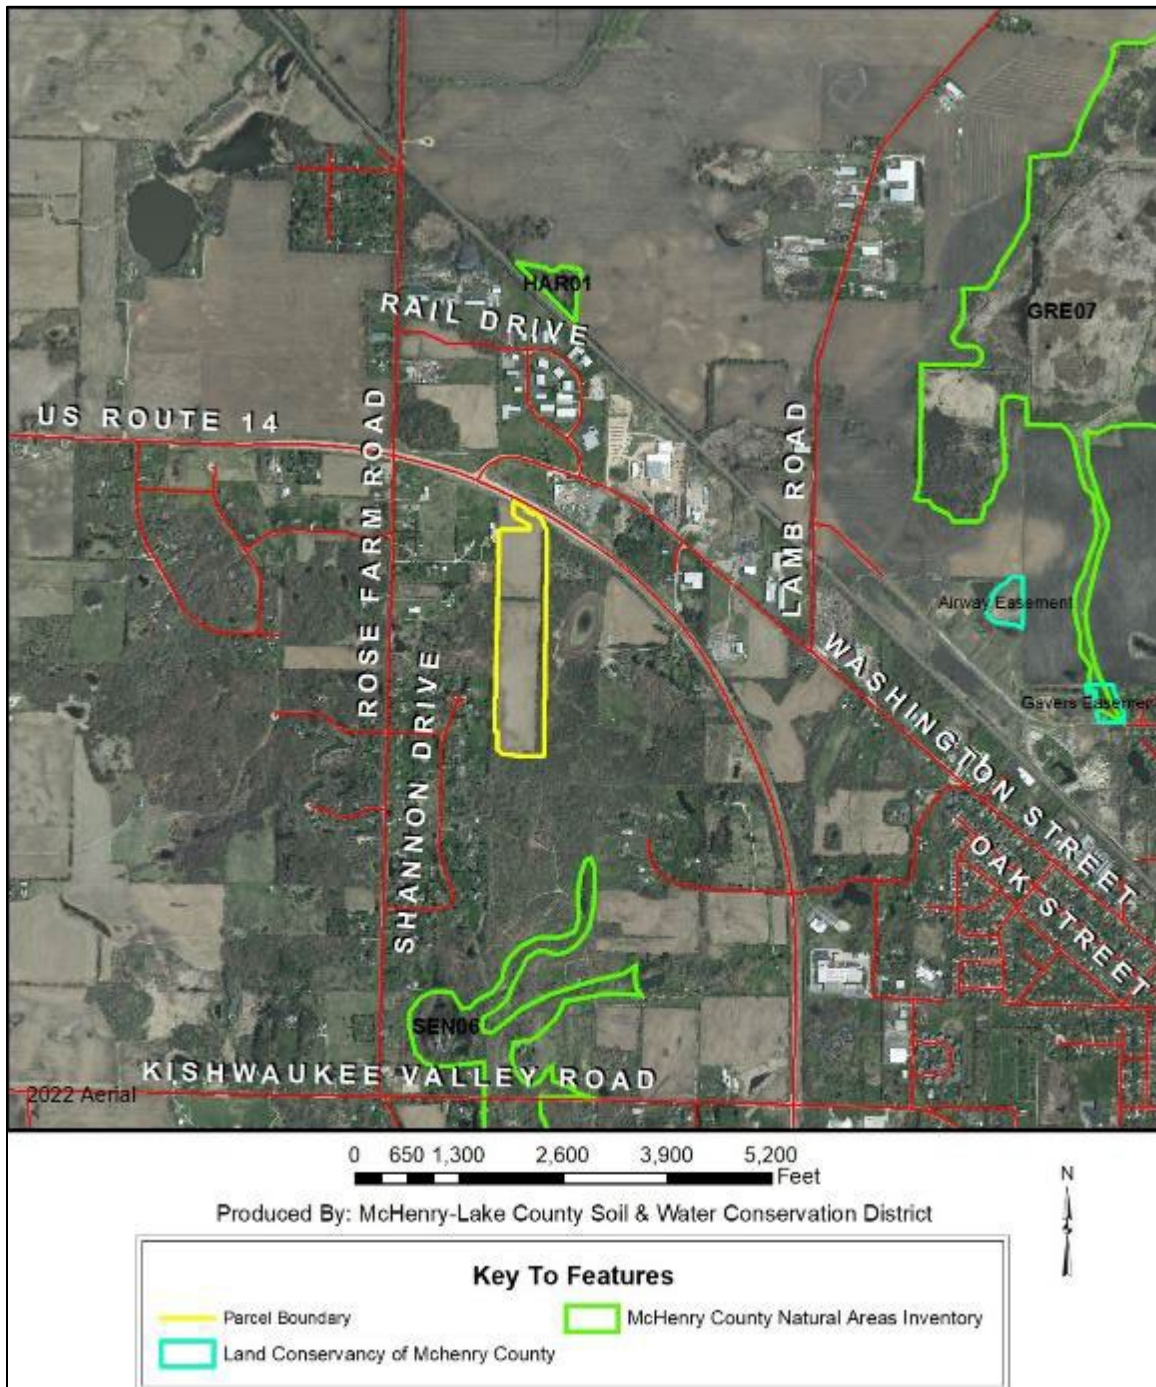 HAR01
RAIL DRIVE
GRE07
US ROUTE 14
ROSE FARM ROAD
LAMB ROAD
Airway Easement
SHANNON DRIVE
WASHINGTON STREET
Gavers Easemer
OAK STREET
SEN06
KISHWAUKEE VALLEY ROAD
2022 Aerial
0 650 1,300 2,600 3,900 5,200
Feet
N
Produced By: McHenry-Lake County Soil & Water Conservation District
Key To Features
Parcel Boundary
McHenry County Natural Areas Inventory
Land Conservancy of Mchenry County